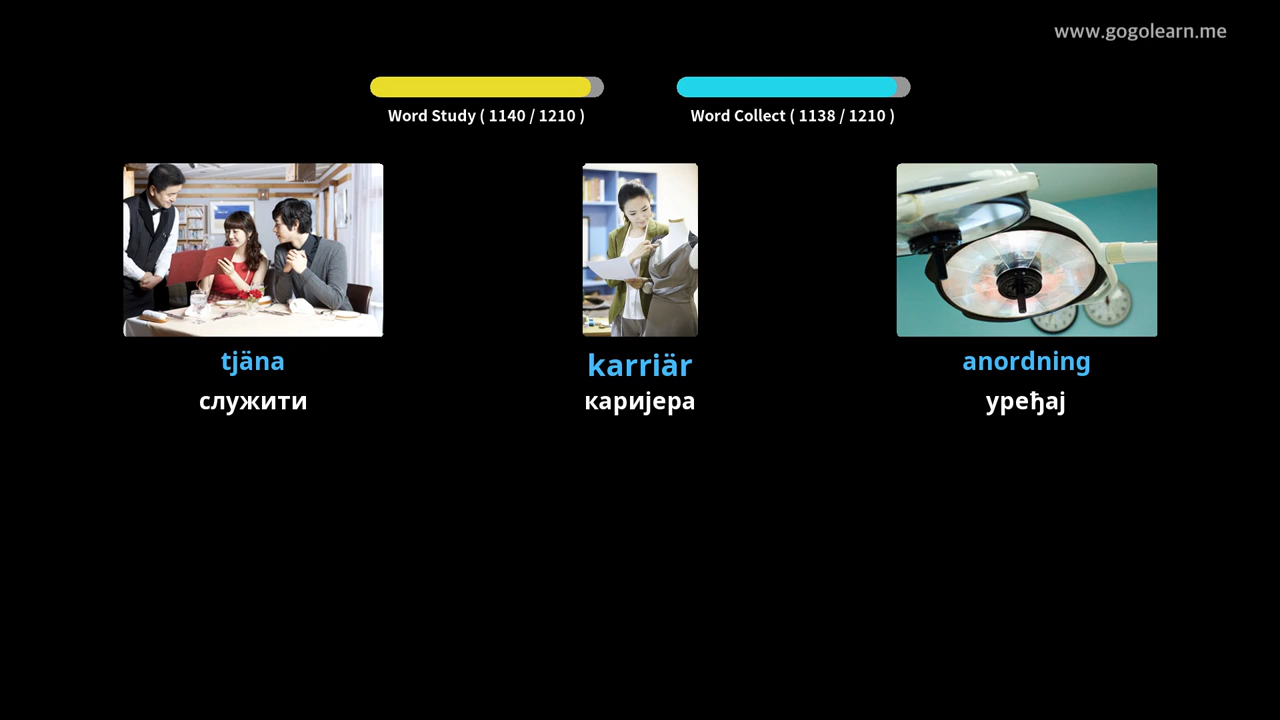 www.gogolearn.me
Word Study ( 1140 / 1210 )
Word Collect ( 1138 / 1210 )
tjäna
karriär
anordning
служити
каријера
уређај